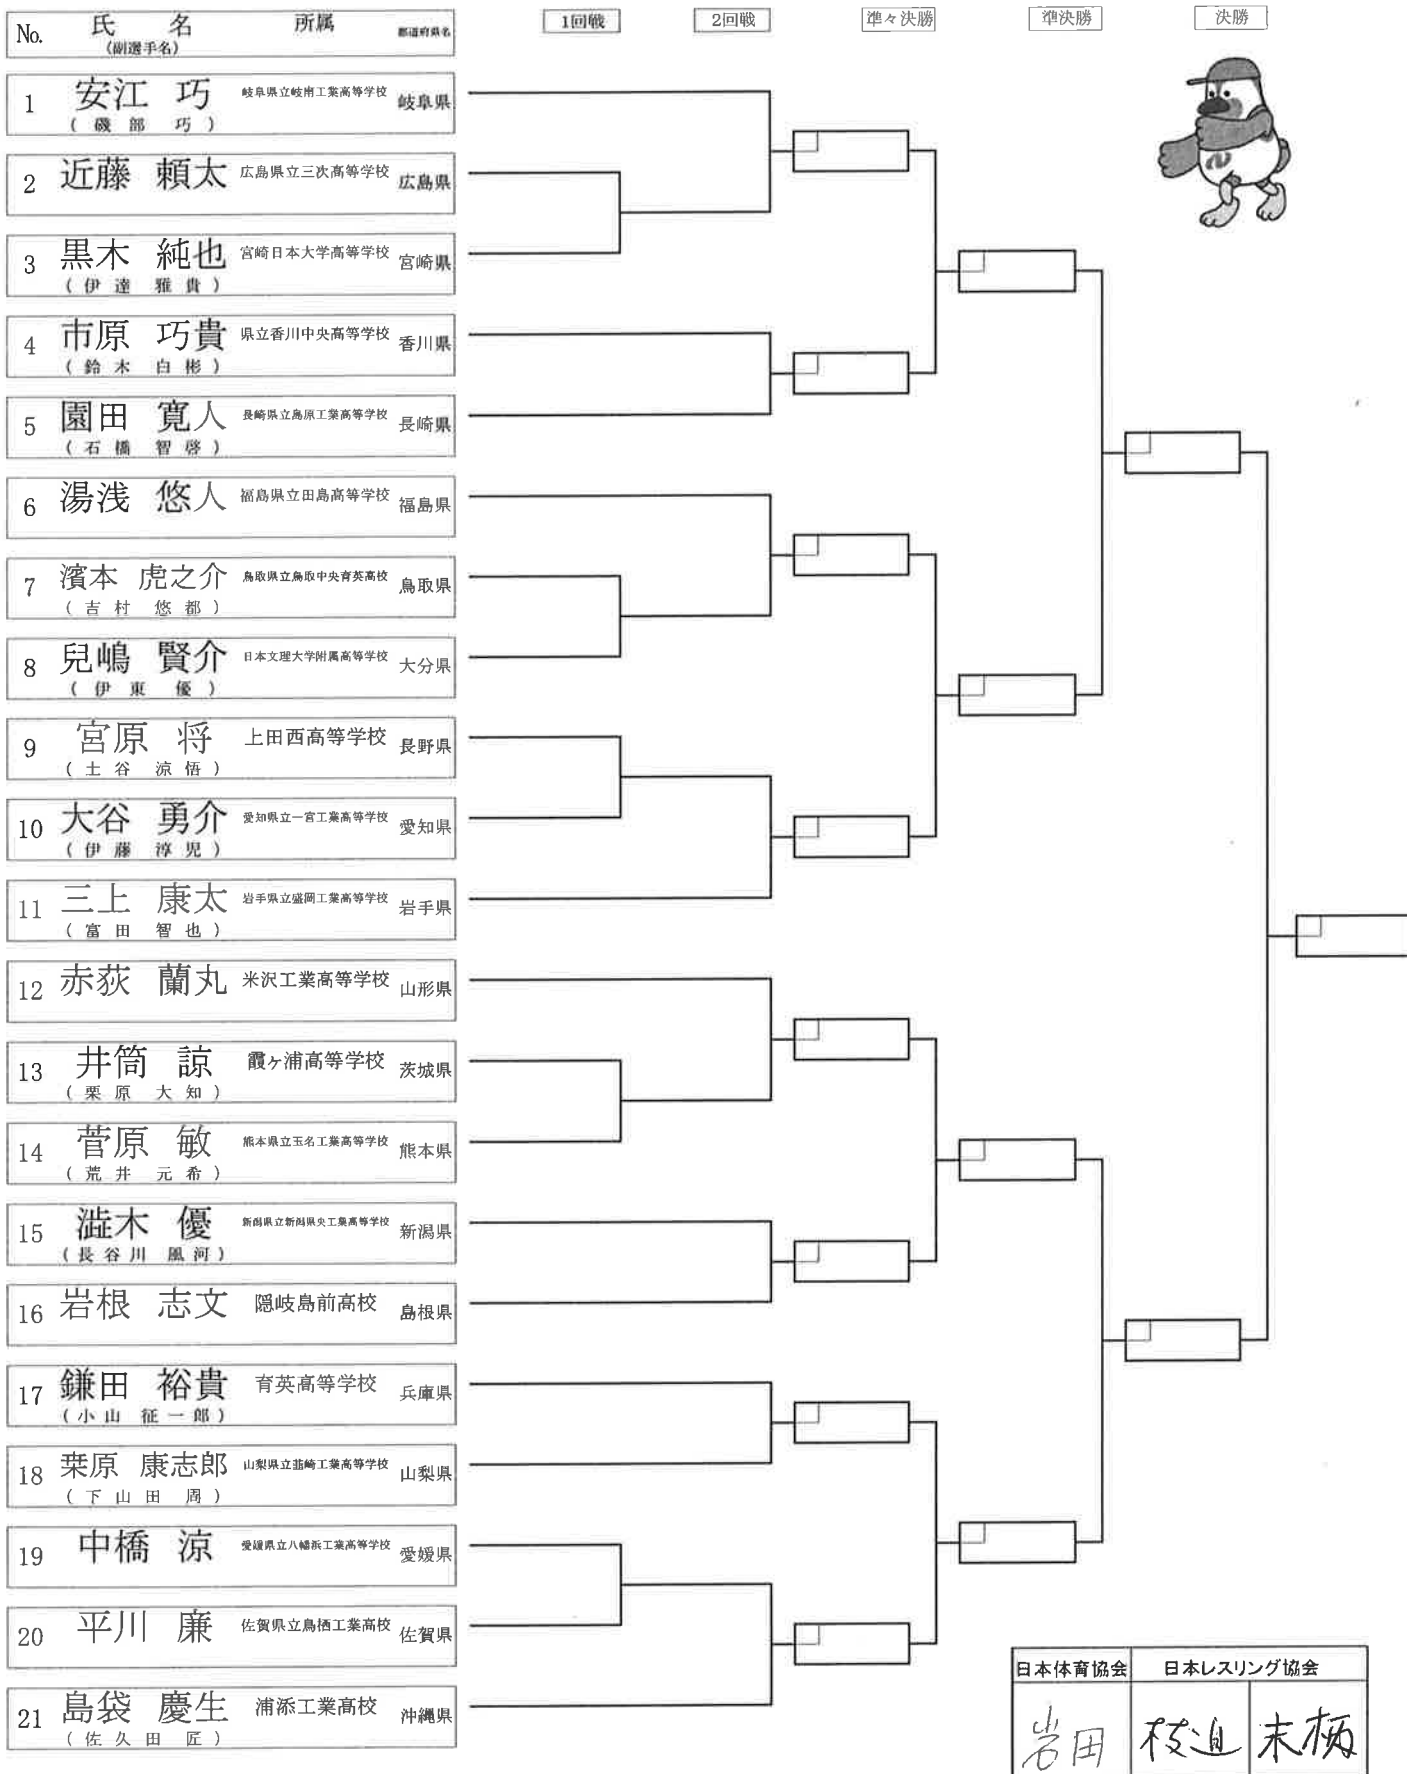 No. 氏 名 所属 都道府県名 1回戦 2回戦 準々決勝 準決勝 決勝
(副選手名)
1 安江 巧 岐阜県立岐南工業高等学校 岐阜県
(磯部 巧)
2 近藤 頼太 広島県立三次高等学校 広島県
3 黒木 純也 宮崎日本大学高等学校 宮崎県
(伊達 雅貴)
4 市原 巧貴 県立香川中央高等学校 香川県
(鈴木 白彬)
5 園田 寛人 長崎県立島原工業高等学校 長崎県
(石橋 智啓)
6 湯浅 悠人 福島県立田島高等学校 福島県
7 濱本 虎之介 鳥取県立鳥取中央育英高校 鳥取県
(吉村 悠都)
8 兒嶋 賢介 日本文理大学附属高等学校 大分県
(伊東 優)
9 宮原 将 上田西高等学校 長野県
(土谷 涼悟)
10 大谷 勇介 愛知県立一宮工業高等学校 愛知県
(伊藤 淳児)
11 三上 康太 岩手県立盛岡工業高等学校 岩手県
(富田 智也)
12 赤荻 蘭丸 米沢工業高等学校 山形県
13 井筒 諒 霞ヶ浦高等学校 茨城県
(栗原 大知)
14 菅原 敏 熊本県立玉名工業高等学校 熊本県
(荒井 元希)
15 澁木 優 新潟県立新潟県央工業高等学校 新潟県
(長谷川 風河)
16 岩根 志文 隠岐島前高校 島根県
17 鎌田 裕貴 育英高等学校 兵庫県
(小山 征一郎)
18 桒原 康志郎 山梨県立韮崎工業高等学校 山梨県
(下山田 周)
19 中橋 涼 愛媛県立八幡浜工業高等学校 愛媛県
20 平川 廉 佐賀県立鳥栖工業高校 佐賀県
21 島袋 慶生 浦添工業高校 沖縄県
(佐久田 匠)
日本体育協会 日本レスリング協会
岩田 枝迫 末柄